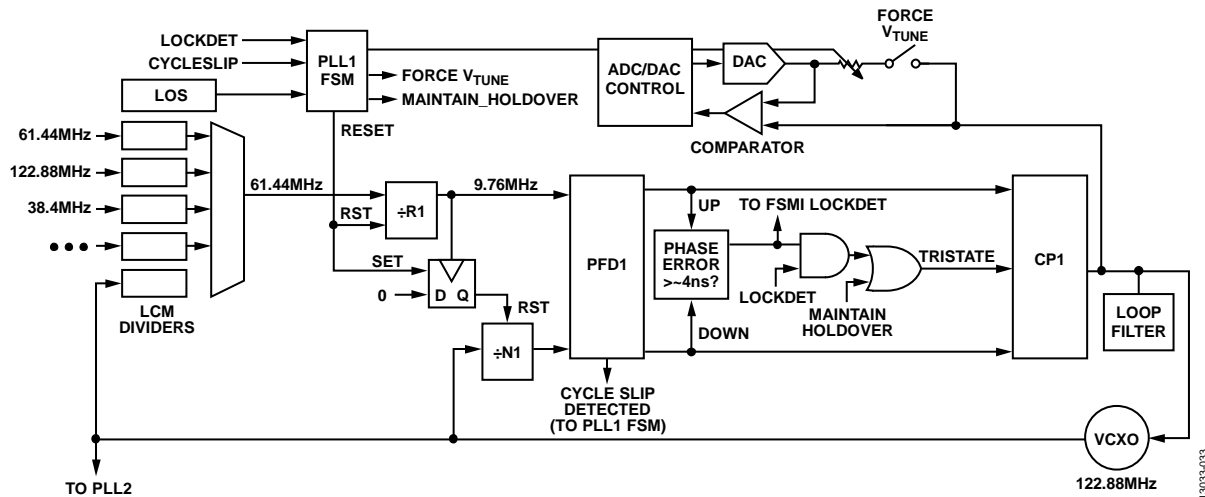 LOCKDET
CYCLESLIP
LOS
PLL1
FSM
FORCE VTUNE
MAINTAIN_HOLDOVER
RESET
ADC/DAC
CONTROL
DAC
COMPARATOR
FORCE
VTUNE
61.44MHz
122.88MHz
38.4MHz
LCM
DIVIDERS
61.44MHz
RST
÷R1
9.76MHz
SET
0
D Q
RST
÷N1
PFD1
CYCLE SLIP
DETECTED
(TO PLL1 FSM)
UP
TO FSMI LOCKDET
PHASE
ERROR
>~4ns?
LOCKDET
MAINTAIN
HOLDOVER
TRISTATE
DOWN
CP1
LOOP
FILTER
VCXO
122.88MHz
TO PLL2
13033-033